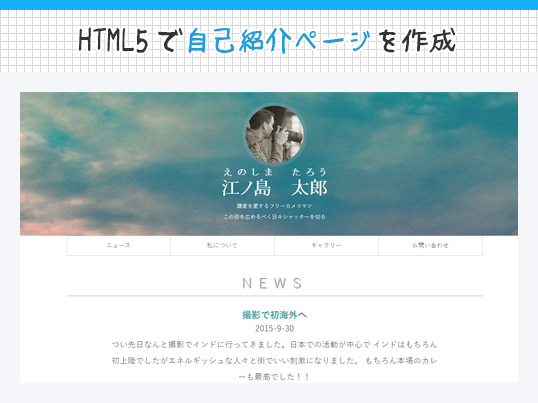 HTML5で自己紹介ページを作成
えのしま たろう
江ノ島 太郎
鎌倉を愛するフリーカメラマン
この街を広めるべく日々シャッターを切る
ニュース 私について ギャラリー お問い合わせ
NEWS
撮影で初海外へ
2015-9-30
つい先日なんと撮影でインドに行ってきました。日本での活動が中心で インドはもちろん
初上陸でしたがエネルギッシュな人々と街でいい刺激になりました。 もちろん本場のカレ
ーも最高でした！！